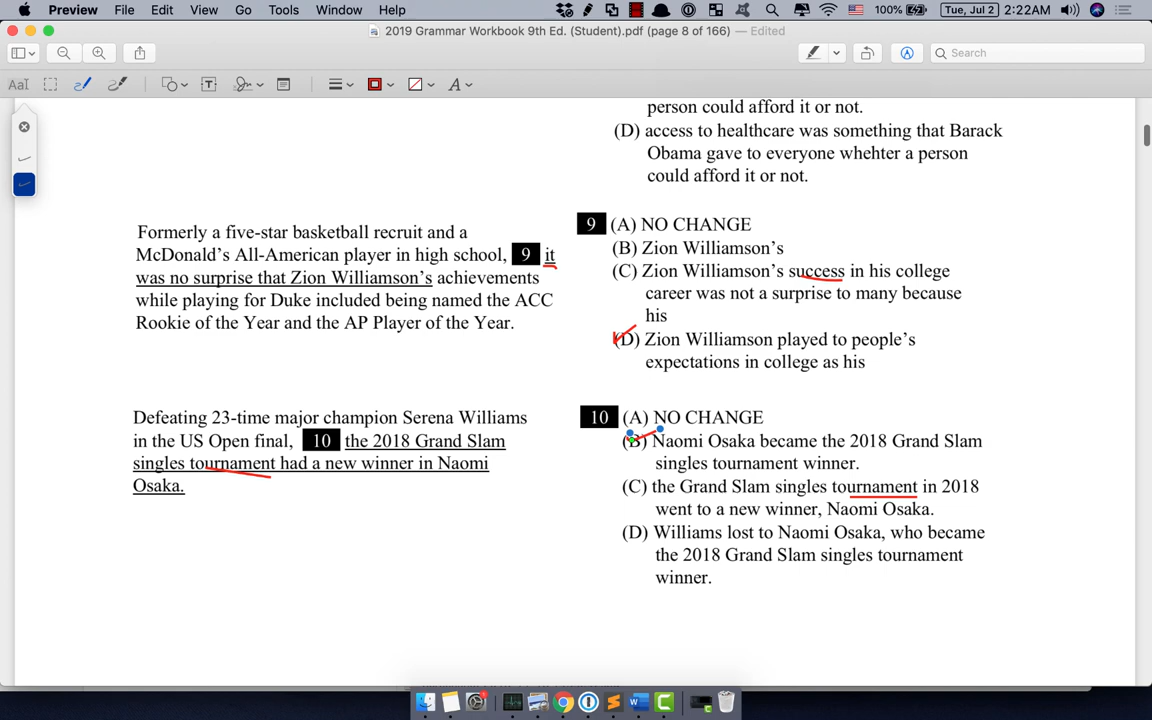 Preview File Edit View Go Tools Window Help 100% Tue, Jul 2 2:22AM
2019 Grammar Workbook 9th Ed. (Student).pdf (page 8 of 166) — Edited
Search
AaI T A
person could afford it or not.
(D) access to healthcare was something that Barack
Obama gave to everyone whehter a person
could afford it or not.
Formerly a five-star basketball recruit and a
McDonald's All-American player in high school, 9 it
was no surprise that Zion Williamson's achievements
while playing for Duke included being named the ACC
Rookie of the Year and the AP Player of the Year.
9 (A) NO CHANGE
(B) Zion Williamson's
(C) Zion Williamson's success in his college
career was not a surprise to many because
his
(D) Zion Williamson played to people's
expectations in college as his
Defeating 23-time major champion Serena Williams
in the US Open final, 10 the 2018 Grand Slam
singles tournament had a new winner in Naomi
Osaka.
10 (A) NO CHANGE
(B) Naomi Osaka became the 2018 Grand Slam
singles tournament winner.
(C) the Grand Slam singles tournament in 2018
went to a new winner, Naomi Osaka.
(D) Williams lost to Naomi Osaka, who became
the 2018 Grand Slam singles tournament
winner.